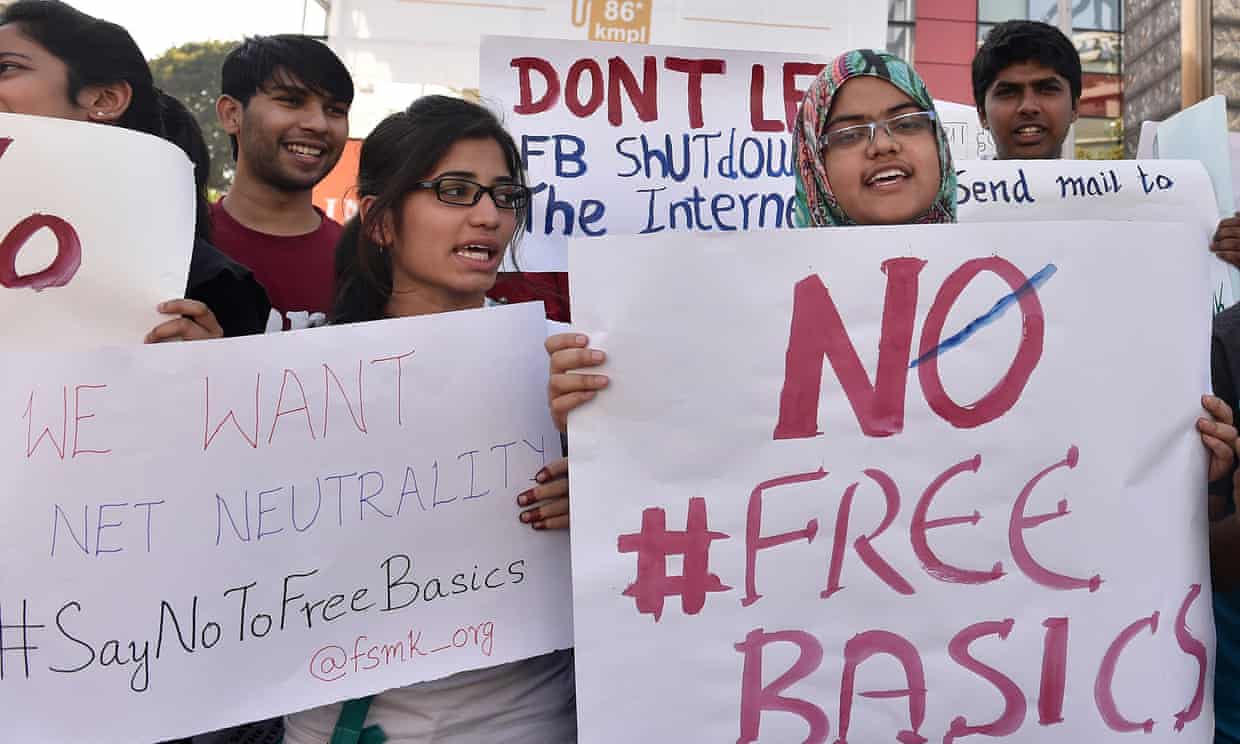 86*
kmpl
DONT LE
FB ShUTdow
The Interne
Send mail to
WE WANT
NET NEUTRALITY
#SayNoToFreeBasics
@fsmk_org
NO
#FREE
BASICS